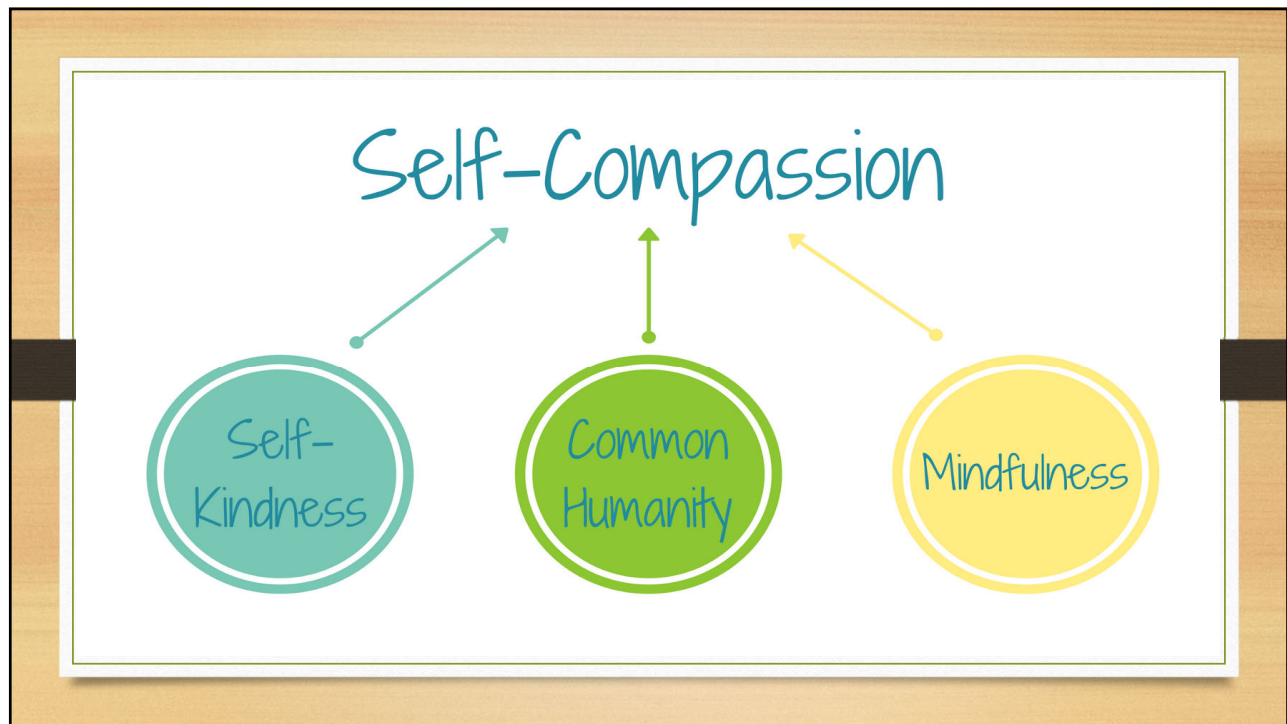 Self-Compassion
Self-
Kindness
Common
Humanity
Mindfulness